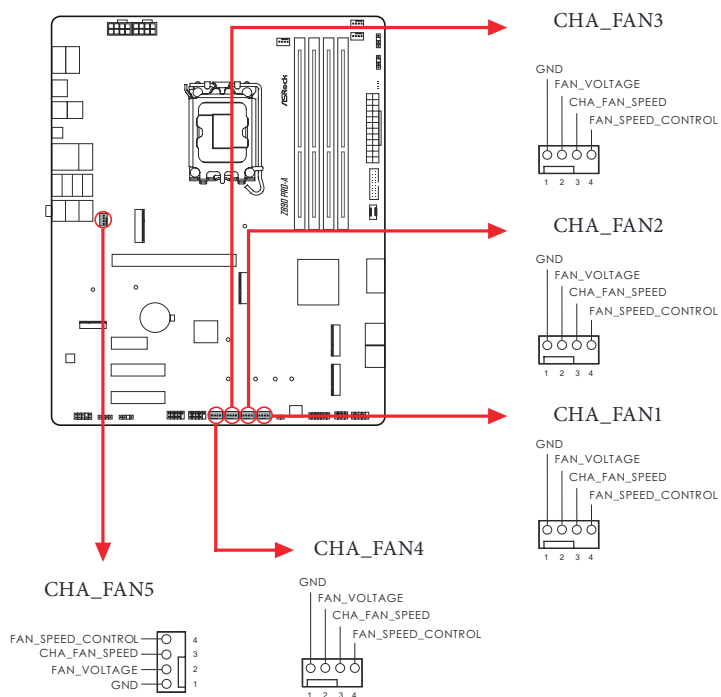 CHA_FAN3
GND
FAN_VOLTAGE
CHA_FAN_SPEED
FAN_SPEED_CONTROL
1 2 3 4
ASRock
Z890 PRO-A
CHA_FAN2
GND
FAN_VOLTAGE
CHA_FAN_SPEED
FAN_SPEED_CONTROL
1 2 3 4
CHA_FAN1
GND
FAN_VOLTAGE
CHA_FAN_SPEED
FAN_SPEED_CONTROL
1 2 3 4
CHA_FAN4
GND
FAN_VOLTAGE
CHA_FAN_SPEED
FAN_SPEED_CONTROL
1 2 3 4
CHA_FAN5
FAN_SPEED_CONTROL 4
CHA_FAN_SPEED 3
FAN_VOLTAGE 2
GND 1